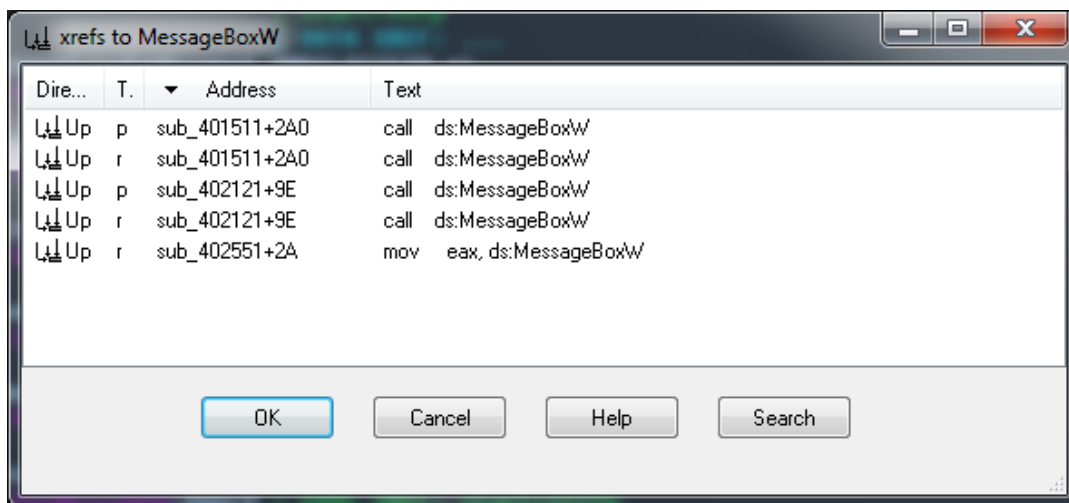 xrefs to MessageBoxW
Dire... T. Address Text
Up p sub_401511+2A0 call ds:MessageBoxW
Up r sub_401511+2A0 call ds:MessageBoxW
Up p sub_402121+9E call ds:MessageBoxW
Up r sub_402121+9E call ds:MessageBoxW
Up r sub_402551+2A mov eax, ds:MessageBoxW
OK Cancel Help Search